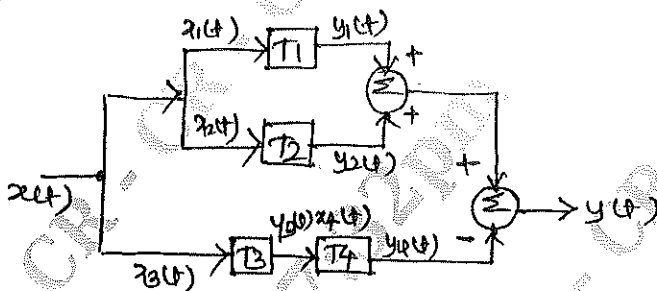 x1(t) T1 y1(t) +
Σ
+
x2(t) T2 y2(t)
x(t)
+
Σ y(t)
-
x3(t) T3 y3(t) x4(t) T4 y4(t)